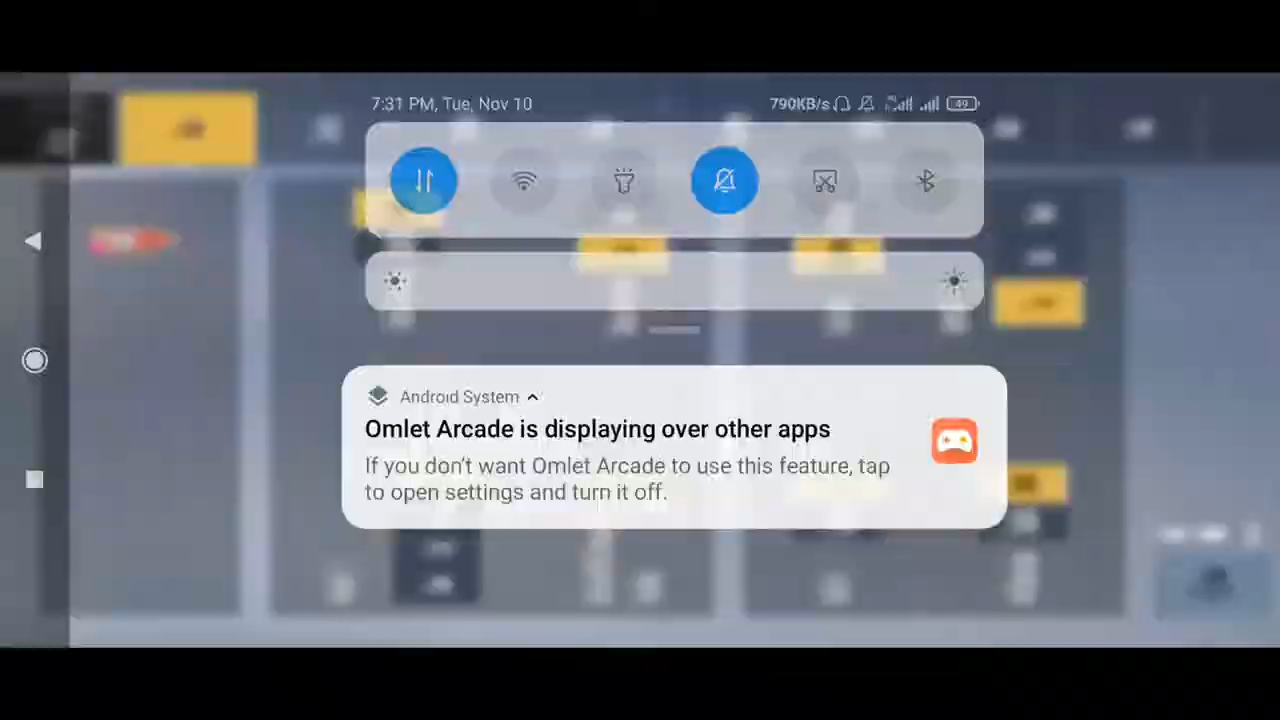 7:31 PM, Tue, Nov 10
790KB/s
49
Android System
Omlet Arcade is displaying over other apps
If you don't want Omlet Arcade to use this feature, tap
to open settings and turn it off.